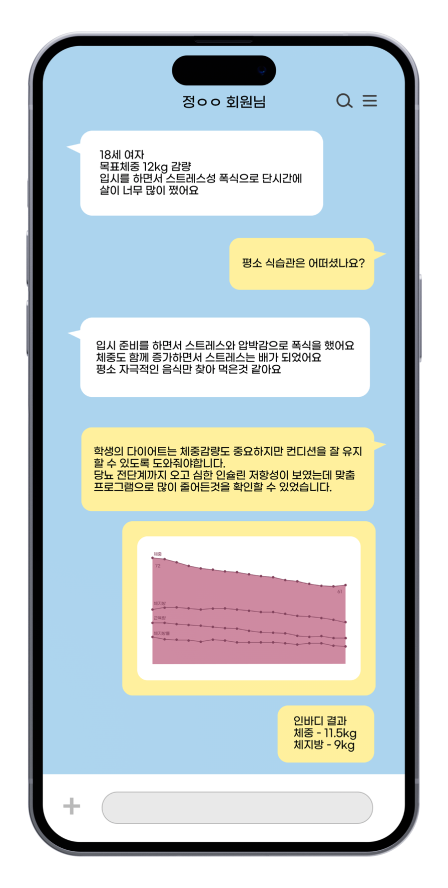 정ㅇㅇ 회원님
18세 여자
목표체중 12kg 감량
입시를 하면서 스트레스성 폭식으로 단시간에
살이 너무 많이 쪘어요
평소 식습관은 어떠셨나요?
입시 준비를 하면서 스트레스와 압박감으로 폭식을 했어요
체중도 함께 증가하면서 스트레스는 배가 되었어요
평소 자극적인 음식만 찾아 먹은것 같아요
학생의 다이어트는 체중감량도 중요하지만 컨디션을 잘 유지
할 수 있도록 도와줘야합니다.
당뇨 전단계까지 오고 심한 인슐린 저항성이 보였는데 맞춤
프로그램으로 많이 줄어든것을 확인할 수 있었습니다.
체중
체지방
체지방률
인바디 결과
체중 - 11.5kg
체지방 - 9kg